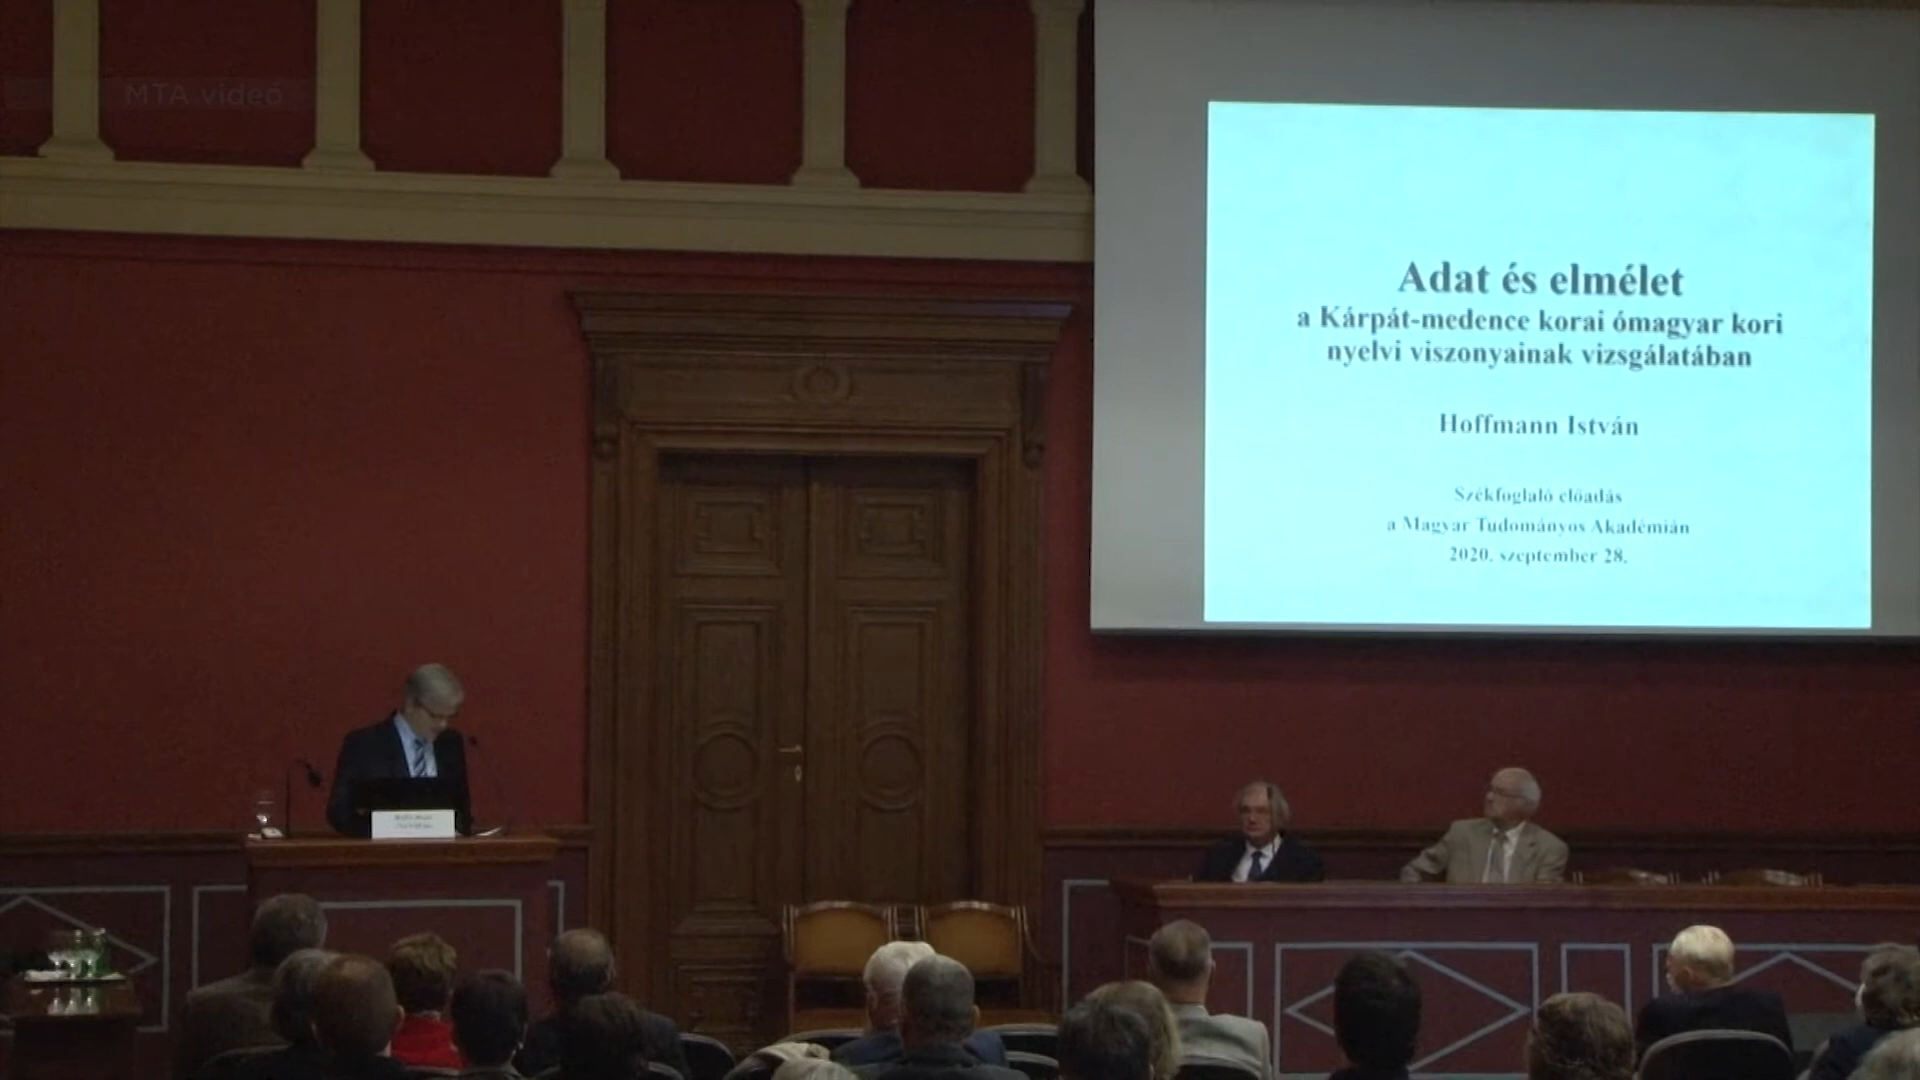 MTA videó
Adat és elmélet
a Kárpát-medence korai ómagyar kori
nyelvi viszonyainak vizsgálatában
Hoffmann István
Székfoglaló előadás
a Magyar Tudományos Akadémián
2020. szeptember 28.